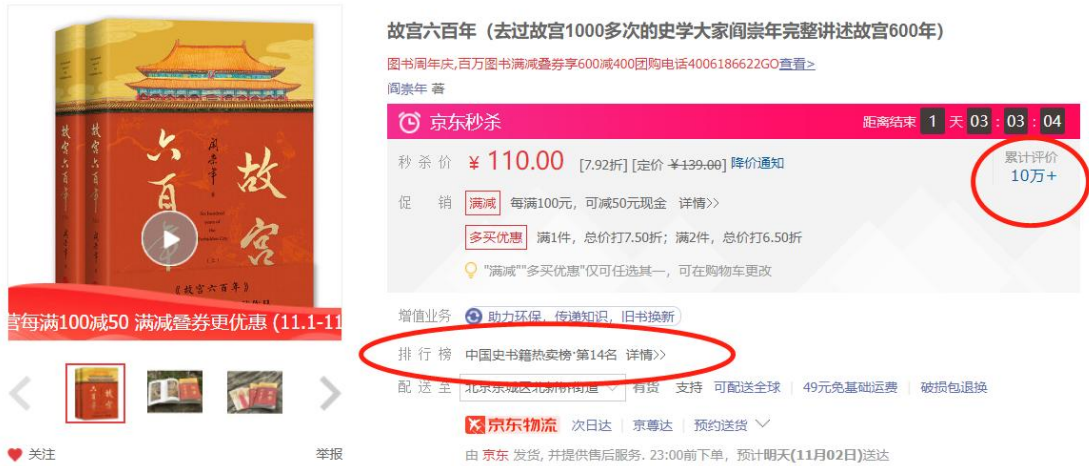 故宫六百年（去过故宫1000多次的史学大家阎崇年完整讲述故宫600年）
图书周年庆,百万图书满减叠券享600减400团购电话4006186622GO查看>
阎崇年 著
京东秒杀
距离结束 1 天 03 : 03 : 04
秒 杀 价 ￥110.00 [7.92折] [定价 ￥139.00] 降价通知
累计评价
10万+
促 销 满减 每满100元，可减50元现金 详情>>
多买优惠 满1件，总价打7.50折；满2件，总价打6.50折
"满减""多买优惠"仅可任选其一，可在购物车更改
增值业务 助力环保，传递知识，旧书换新
排 行 榜 中国史书籍热卖榜·第14名 详情>>
配 送 至 北京东城区北新桥街道 有货 支持 可配送全球 | 49元免基础运费 | 破损包退换
京东物流 次日达 | 京尊达 | 预约送货
由 京东 发货, 并提供售后服务. 23:00前下单，预计明天(11月02日)送达
故宫
六百年
阎崇年
《故宫六百年》
营每满100减50 满减叠券更优惠 (11.1-11
关注
举报